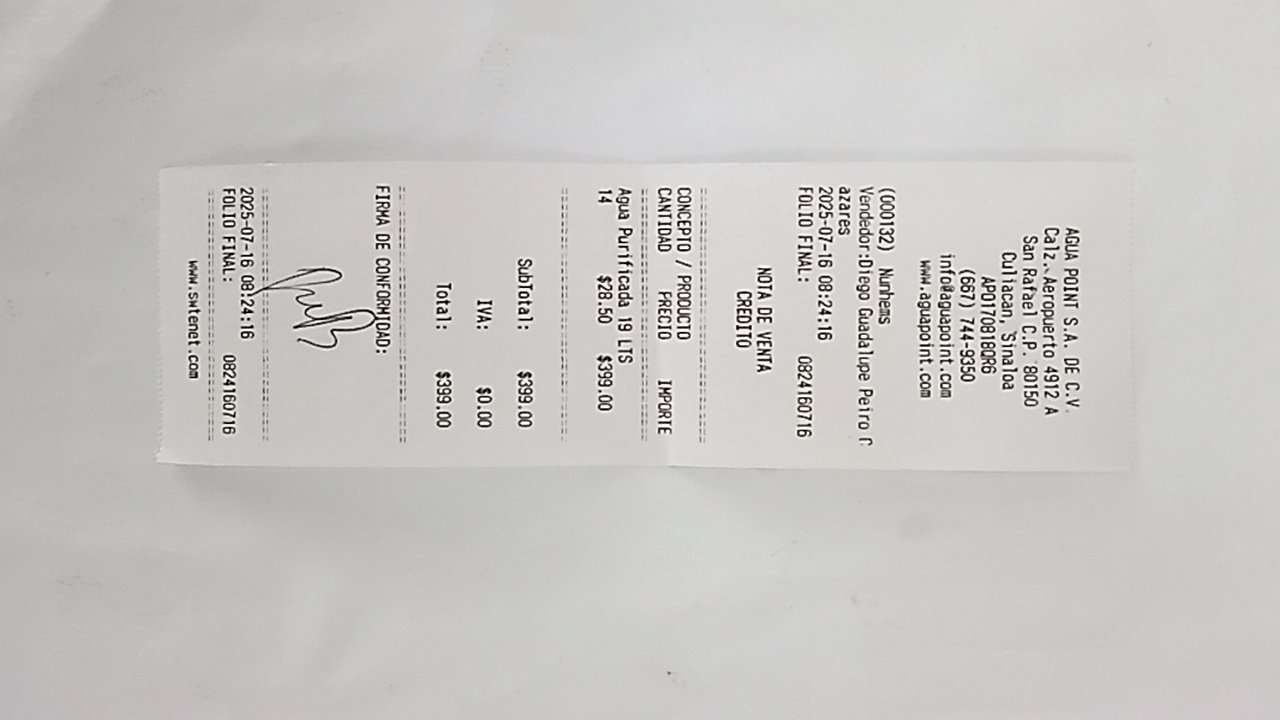 AGUA POINT S.A. DE C.V.
Calz. Aeropuerto 4912 A
San Rafael C.P. 80150
Culiacan, Sinaloa
APO170818QR6
(667) 744-9350
info@aguapoint.com
www.aguapoint.com
(000132) Nunhems
Vendedor:Diego Guadalupe Peiro C
azares
2025-07-16 08:24:16
FOLIO FINAL: 0824160716
NOTA DE VENTA
CREDITO
CONCEPTO / PRODUCTO
CANTIDAD PRECIO IMPORTE
Agua Purificada 19 LTS
14 $28.50 $399.00
SubTotal: $399.00
IVA: $0.00
Total: $399.00
FIRMA DE CONFORMIDAD:
2025-07-16 08:24:16
FOLIO FINAL: 0824160716
www.swtenet.com